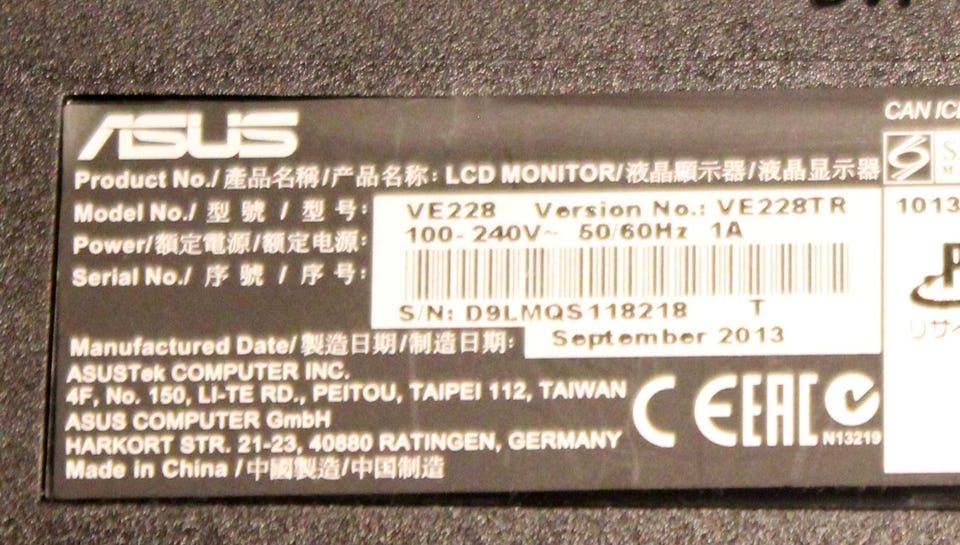 ASUS
CAN ICE
Product No./產品名稱/产品名称: LCD MONITOR/液晶顯示器/液晶显示器
Model No./ 型 號 / 型 号: VE228 Version No.: VE228TR
1013
Power/額定電源/额定电源: 100-240V~ 50/60Hz 1A
Serial No./ 序 號 / 序 号:
S/N: D9LMQS118218 T
リサイ
Manufactured Date/製造日期/制造日期: September 2013
ASUSTek COMPUTER INC.
4F, No. 150, LI-TE RD., PEITOU, TAIPEI 112, TAIWAN
ASUS COMPUTER GmbH
HARKORT STR. 21-23, 40880 RATINGEN, GERMANY
CE EAC
N13219
Made in China / 中國製造/中国制造